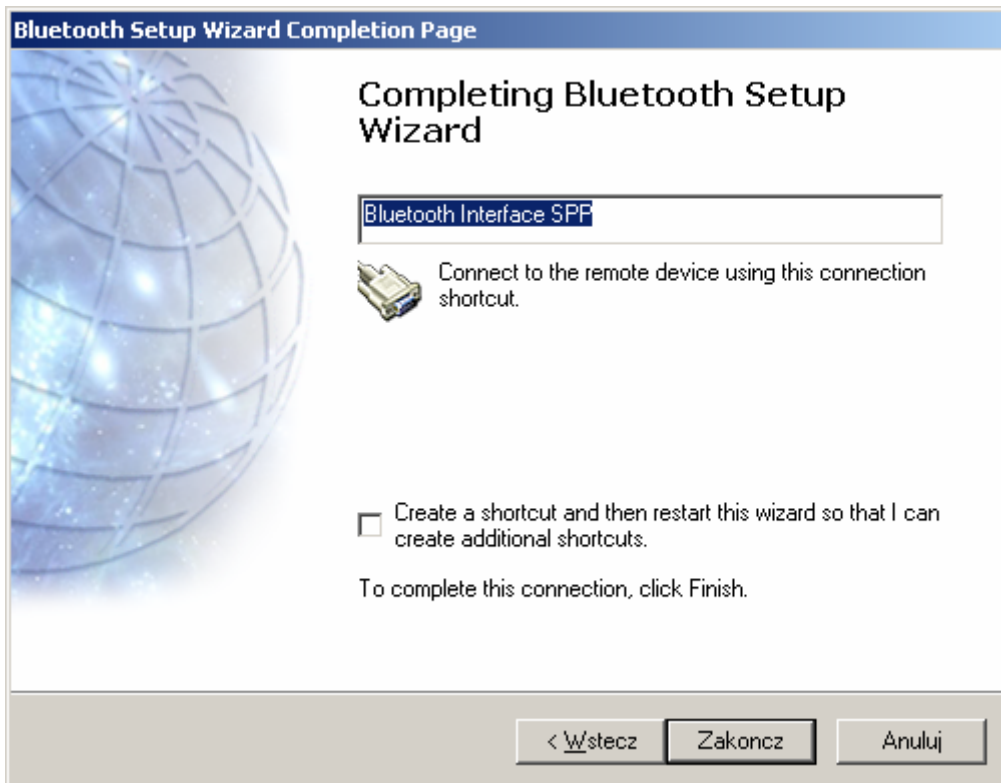 Bluetooth Setup Wizard Completion Page
Completing Bluetooth Setup
Wizard
Bluetooth Interface SPP
Connect to the remote device using this connection
shortcut.
Create a shortcut and then restart this wizard so that I can
create additional shortcuts.
To complete this connection, click Finish.
< Wstecz
Zakoncz
Anuluj